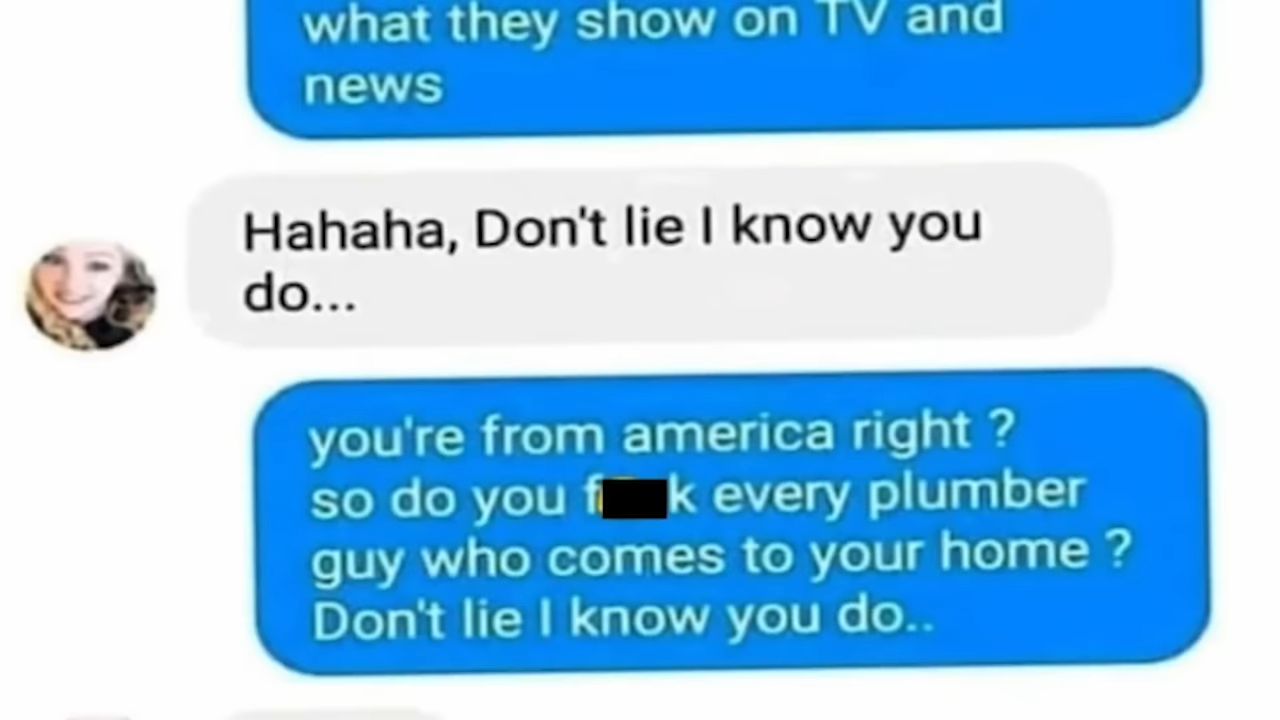 what they show on TV and
news
Hahaha, Don't lie I know you
do...
you're from america right ?
so do you f k every plumber
guy who comes to your home ?
Don't lie I know you do..